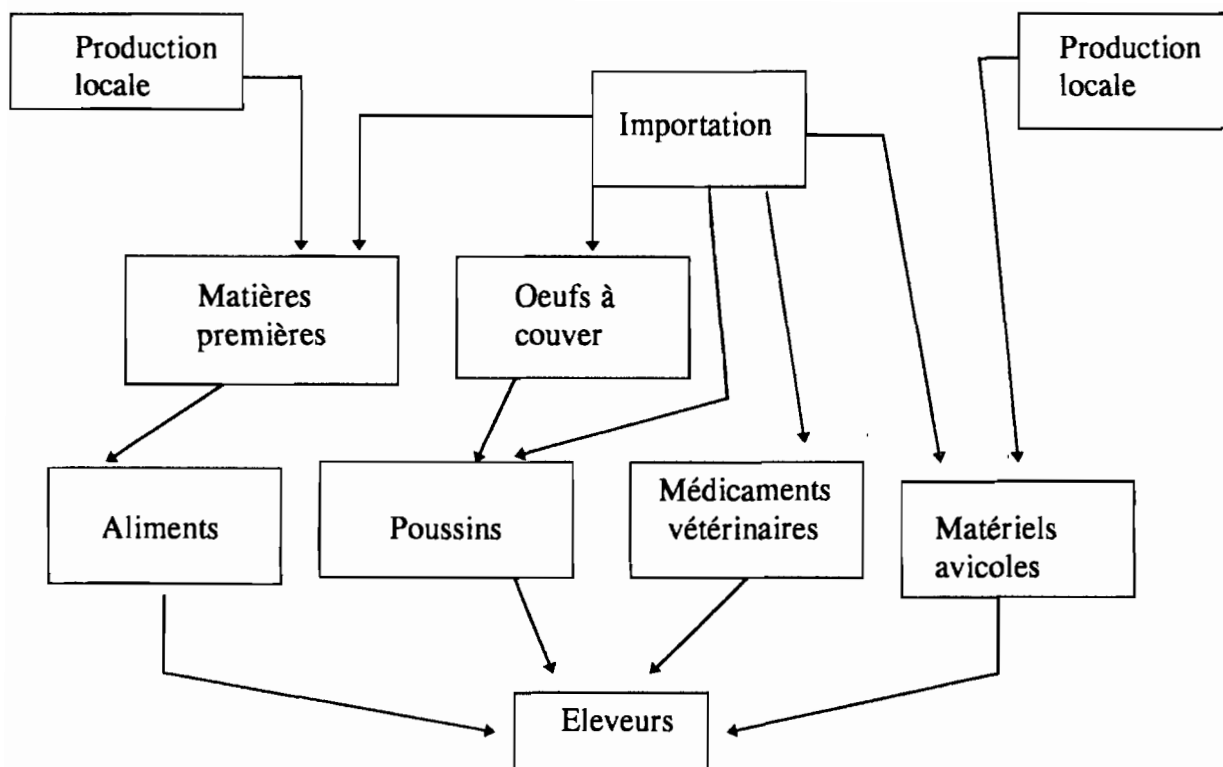 Production
locale
Production
locale
Importation
Matières
premières
Oeufs à
couver
Aliments
Poussins
Médicaments
vétérinaires
Matériels
avicoles
Eleveurs